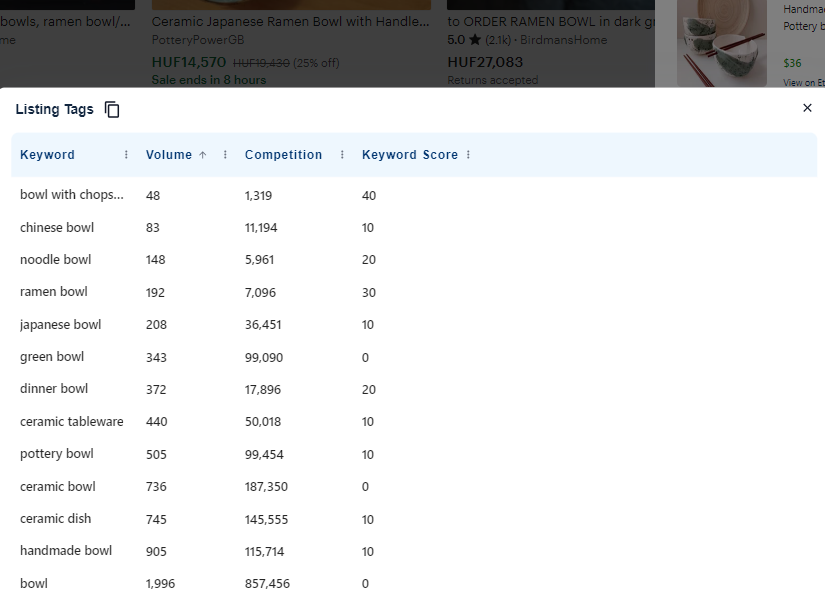 bowls, ramen bowl/...
Ceramic Japanese Ramen Bowl with Handle...
PotteryPowerGB
HUF14,570 HUF19,430 (25% off)
Sale ends in 8 hours
to ORDER RAMEN BOWL in dark gr
5.0 ★ (2.1k) · BirdmansHome
HUF27,083
Returns accepted
Handma
Pottery b
$36
View on Et
Listing Tags
Keyword Volume Competition Keyword Score
bowl with chops... 48 1,319 40
chinese bowl 83 11,194 10
noodle bowl 148 5,961 20
ramen bowl 192 7,096 30
japanese bowl 208 36,451 10
green bowl 343 99,090 0
dinner bowl 372 17,896 20
ceramic tableware 440 50,018 10
pottery bowl 505 99,454 10
ceramic bowl 736 187,350 0
ceramic dish 745 145,555 10
handmade bowl 905 115,714 10
bowl 1,996 857,456 0